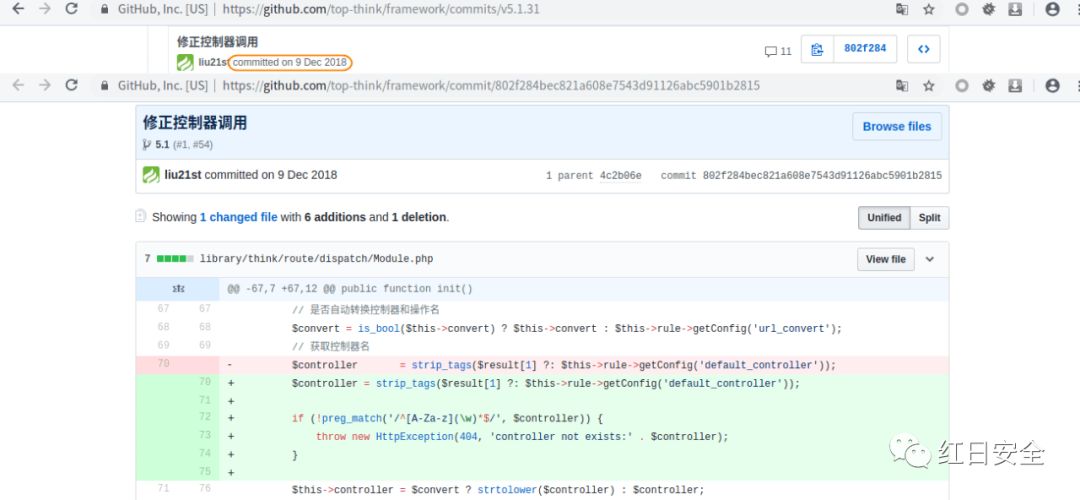 GitHub, Inc. [US] | https://github.com/top-think/framework/commits/v5.1.31
修正控制器调用
liu21st committed on 9 Dec 2018
11
802f284
<>
GitHub, Inc. [US] | https://github.com/top-think/framework/commit/802f284bec821a608e7543d91126abc5901b2815
修正控制器调用
Browse files
5.1 (#1, #54)
liu21st committed on 9 Dec 2018
1 parent 4c2b06e commit 802f284bec821a608e7543d91126abc5901b2815
Showing 1 changed file with 6 additions and 1 deletion.
Unified Split
7 library/think/route/dispatch/Module.php
View file
@@ -67,7 +67,12 @@ public function init()
67 67 // 是否自动转换控制器和操作名
68 68 $convert = is_bool($this->convert) ? $this->convert : $this->rule->getConfig('url_convert');
69 69 // 获取控制器名
70 - $controller = strip_tags($result[1] ?: $this->rule->getConfig('default_controller'));
70 + $controller = strip_tags($result[1] ?: $this->rule->getConfig('default_controller'));
71 +
72 + if (!preg_match('/^[A-Za-z](\w)*$/', $controller)) {
73 + throw new HttpException(404, 'controller not exists:' . $controller);
74 + }
75 +
71 76 $this->controller = $convert ? strtolower($controller) : $controller;
红日安全